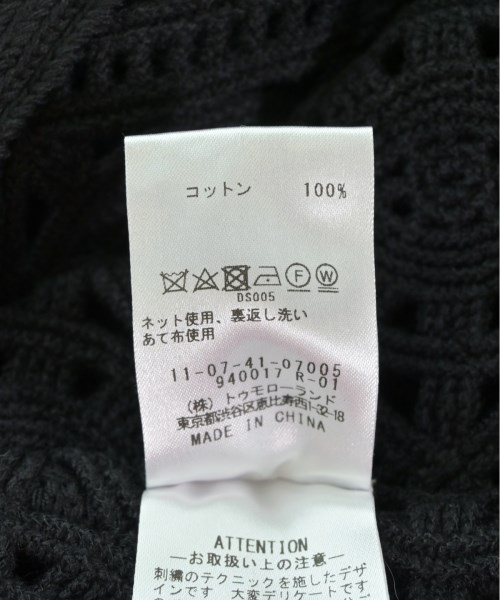 コットン 100%
DS005
ネット使用、裏返し洗い
あて布使用
11-07-41-07005
940017 R-01
(株) トゥモローランド
東京都渋谷区恵比寿西1-32-18
MADE IN CHINA
ATTENTION
―お取扱い上の注意―
刺繍のテクニックを施したデザ
インです 大変デリケートです